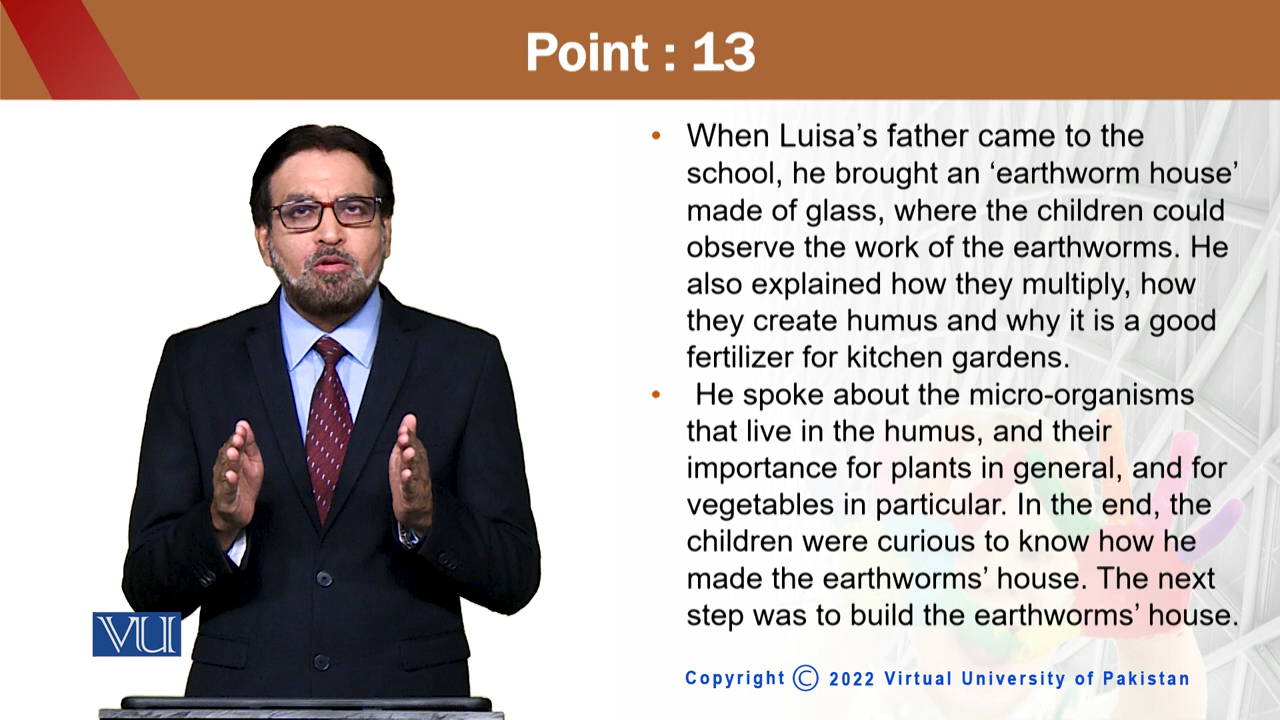 Point : 13
• When Luisa’s father came to the
school, he brought an ‘earthworm house’
made of glass, where the children could
observe the work of the earthworms. He
also explained how they multiply, how
they create humus and why it is a good
fertilizer for kitchen gardens.
• He spoke about the micro-organisms
that live in the humus, and their
importance for plants in general, and for
vegetables in particular. In the end, the
children were curious to know how he
made the earthworms’ house. The next
step was to build the earthworms’ house.
VU
Copyright © 2022 Virtual University of Pakistan